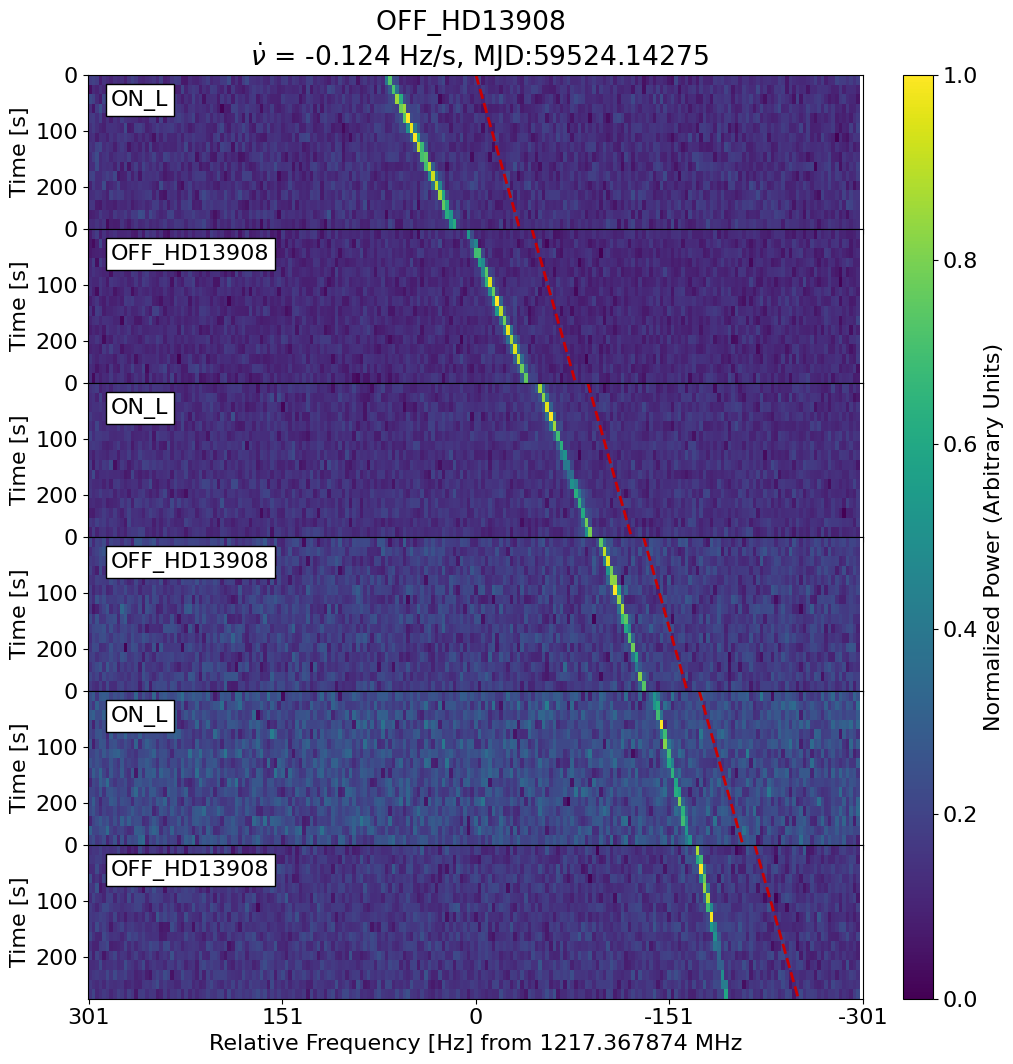 OFF_HD13908
ν̇ = -0.124 Hz/s, MJD:59524.14275
0
ON_L
100
200
Time [s]
0
OFF_HD13908
100
200
Time [s]
0
ON_L
100
200
Time [s]
0
OFF_HD13908
100
200
Time [s]
0
ON_L
100
200
Time [s]
0
OFF_HD13908
100
200
Time [s]
301 151 0 -151 -301
Relative Frequency [Hz] from 1217.367874 MHz
1.0
0.8
0.6
0.4
0.2
0.0
Normalized Power (Arbitrary Units)